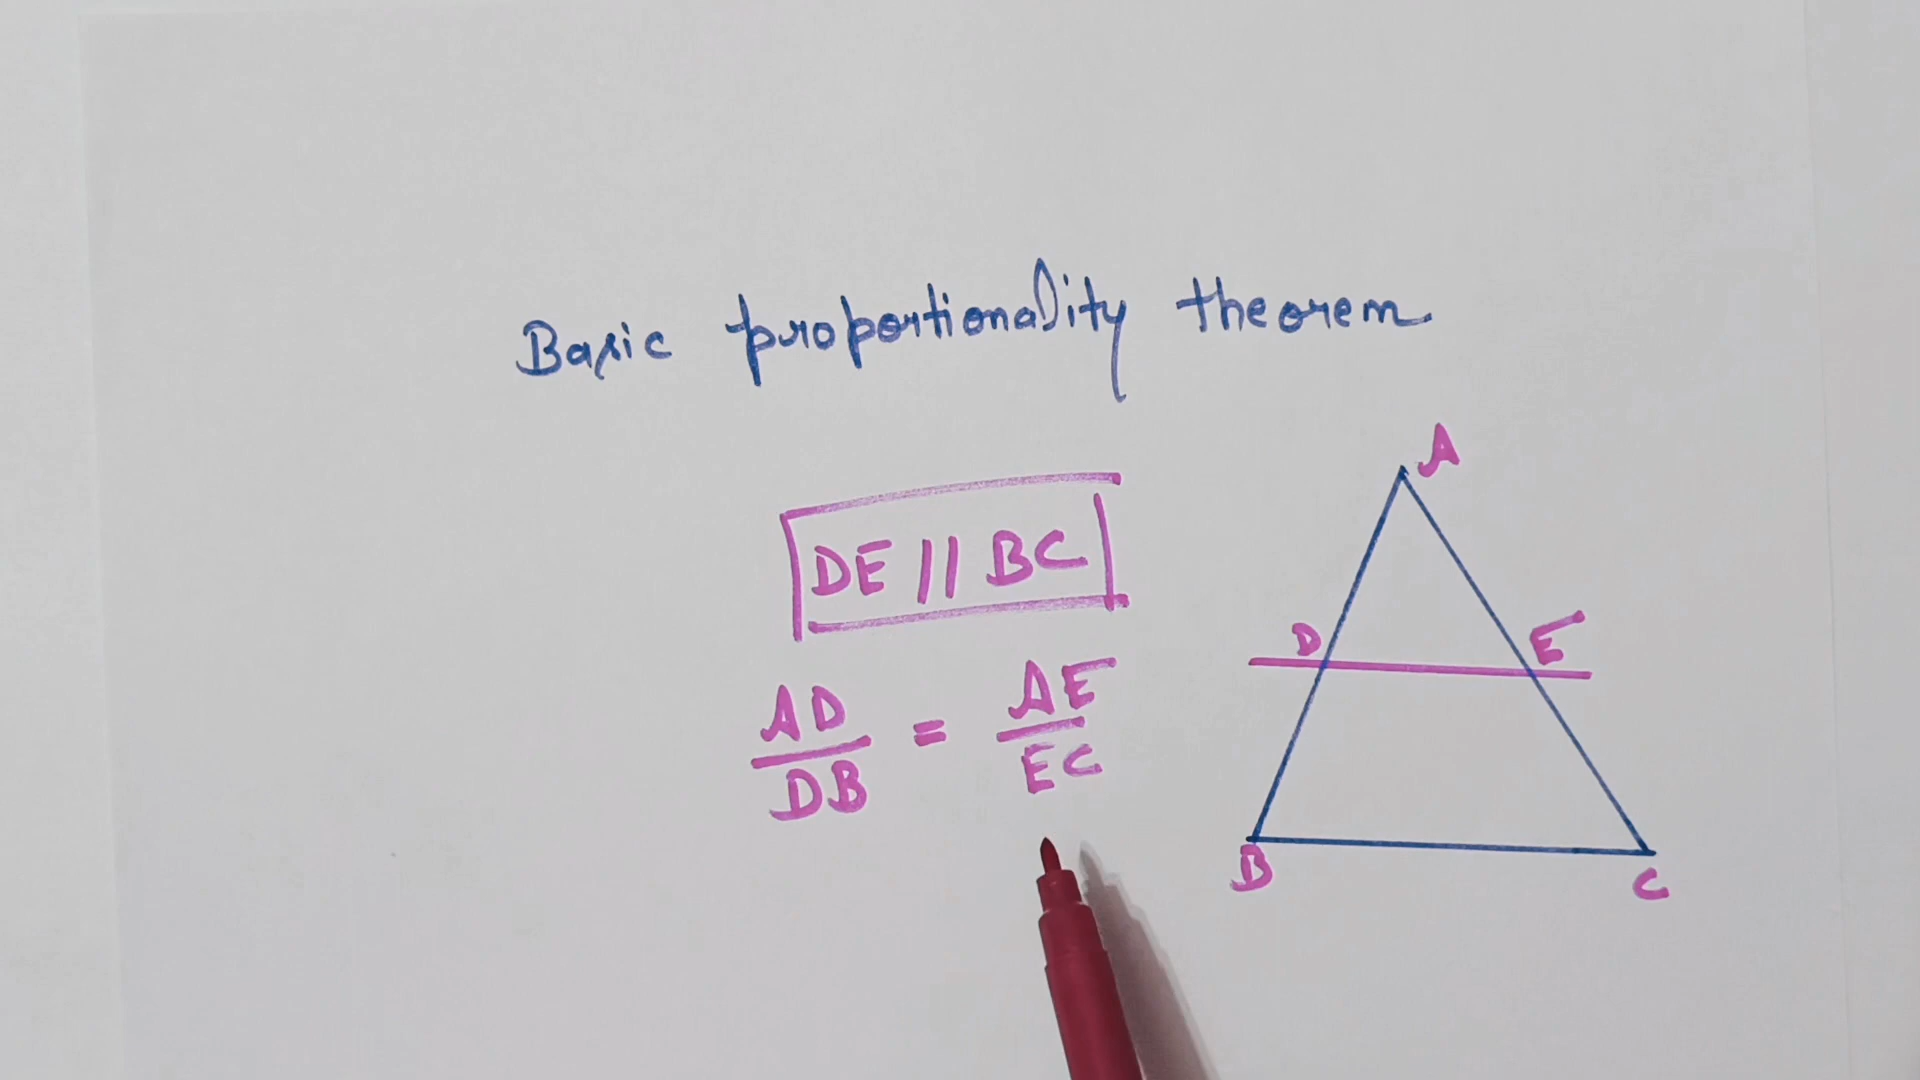 Basic proportionality theorem
DE // BC
AD/DB = AE/EC
A
D E
B C